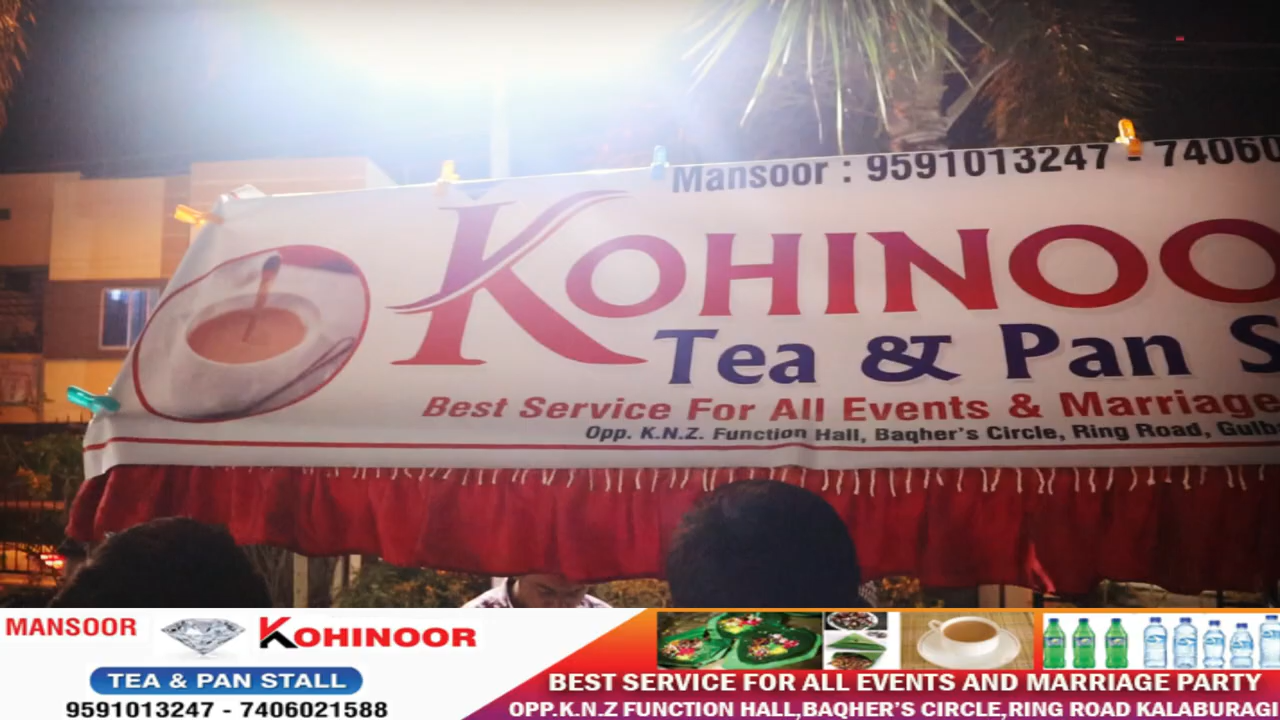 Mansoor : 9591013247 - 74060
KOHINOO
Tea & Pan S
Best Service For All Events & Marriage
Opp. K.N.Z. Function Hall, Baqher's Circle, Ring Road, Gulb
MANSOOR
KOHINOOR
TEA & PAN STALL
9591013247 - 7406021588
BEST SERVICE FOR ALL EVENTS AND MARRIAGE PARTY
OPP.K.N.Z FUNCTION HALL,BAQHER'S CIRCLE,RING ROAD KALABURAGI